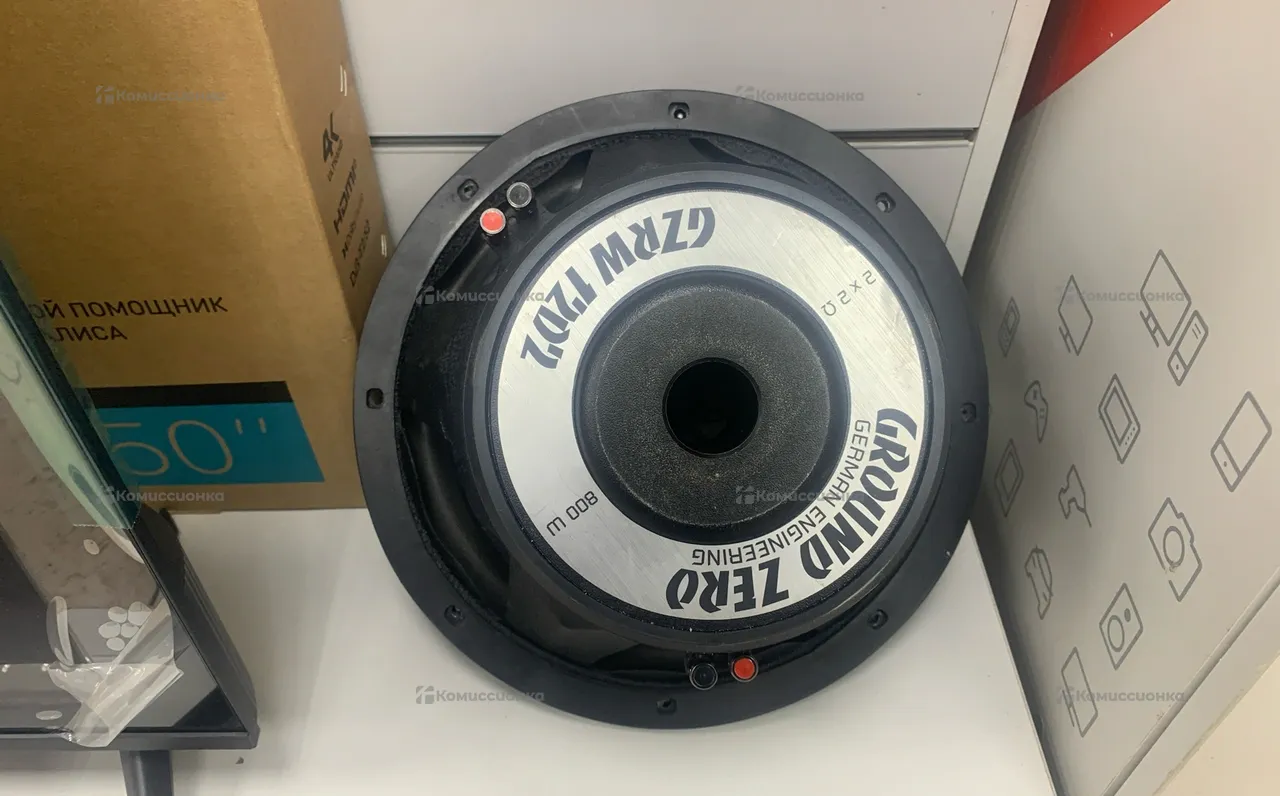 Комиссионка
Комиссионка
4K
HDMI
ОЙ ПОМОЩНИК
АЛИСА
50''
GZRW 12D2
2 x 2 Ω
800 W
GROUND ZERO
GERMAN ENGINEERING
Комиссионка
Комиссионка
Комиссионка
Комиссионка
Комиссионка
Комиссионка